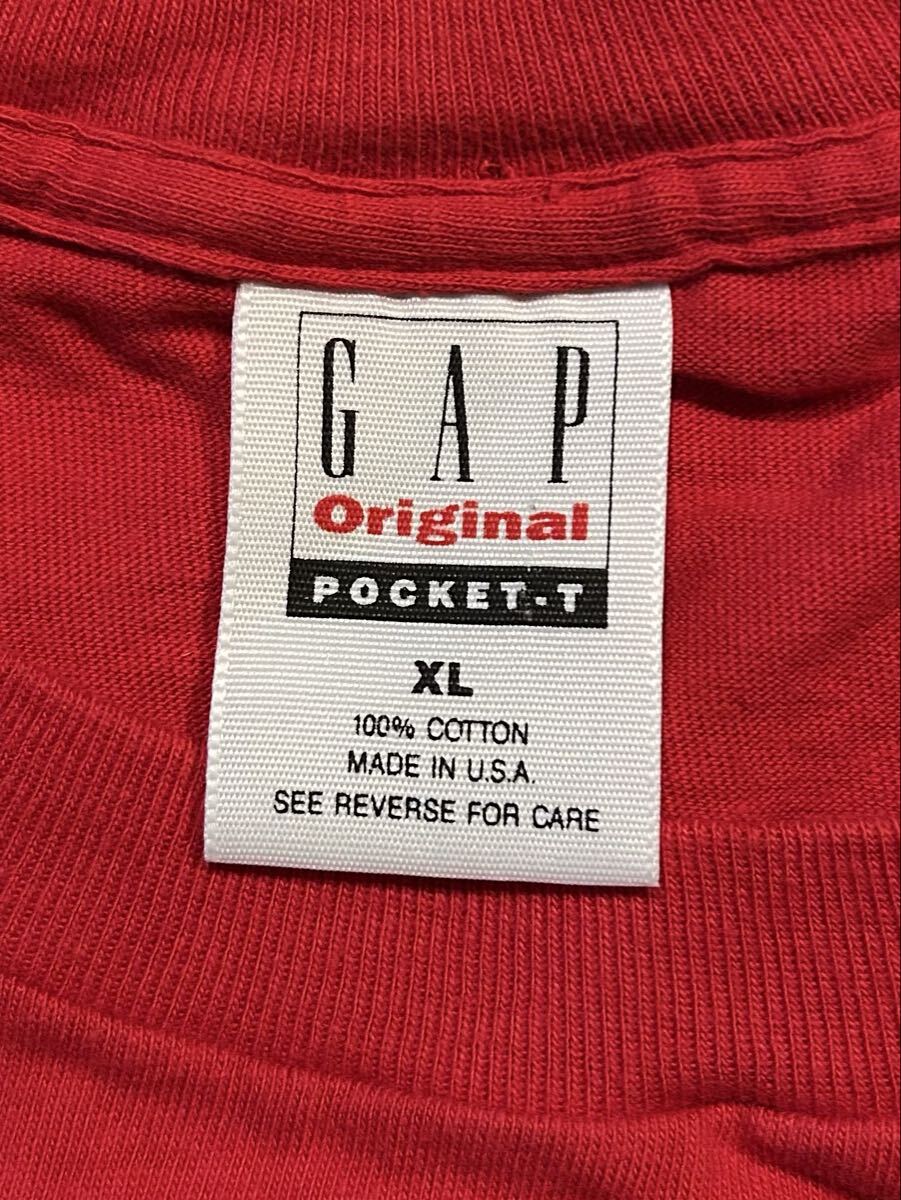 GAP
Original
POCKET-T
XL
100% COTTON
MADE IN U.S.A.
SEE REVERSE FOR CARE